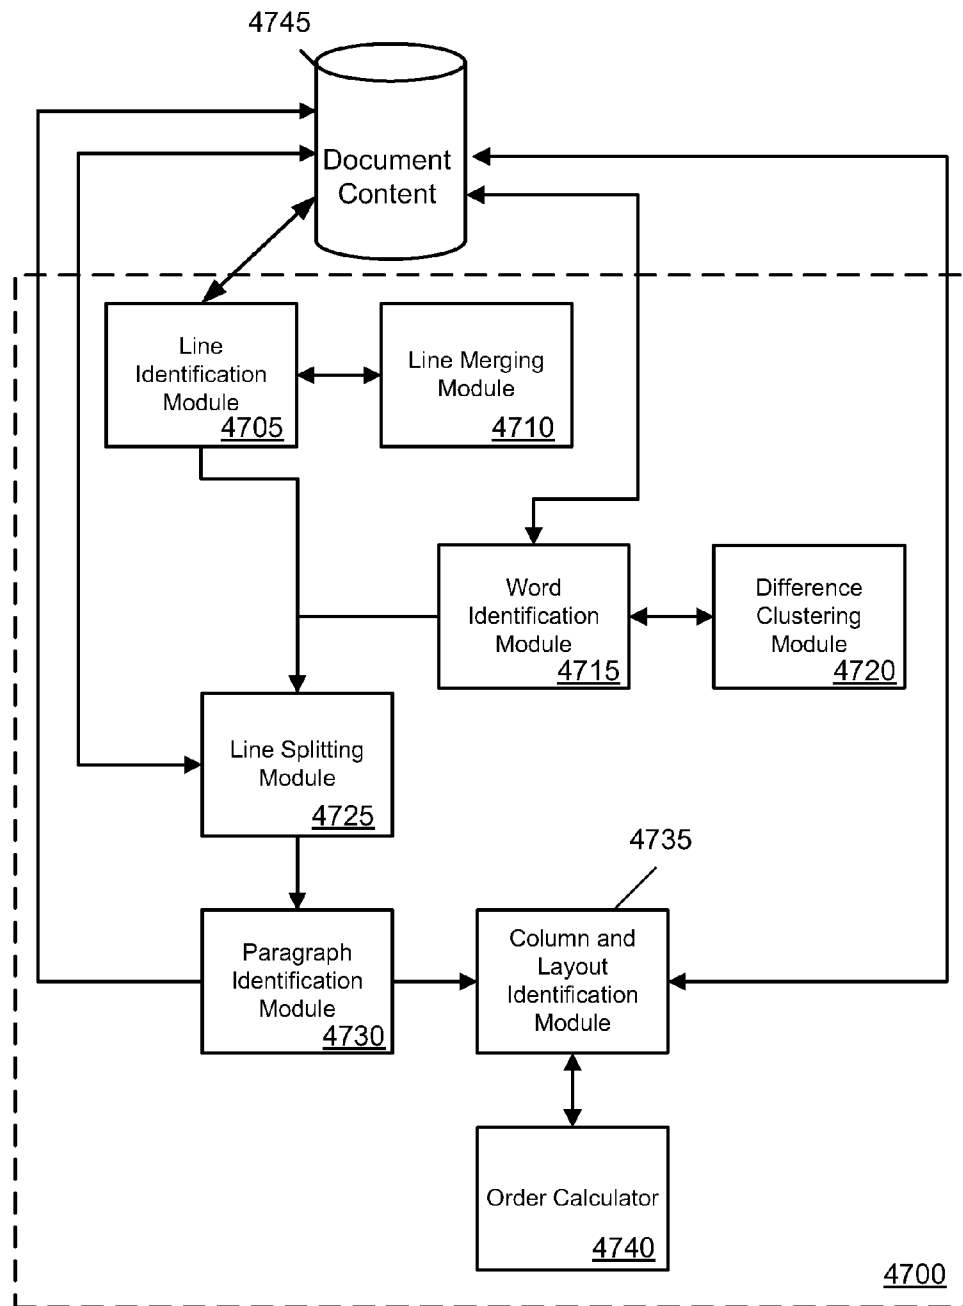 4745
Document
Content
Line
Identification
Module
4705
Line Merging
Module
4710
Word
Identification
Module
4715
Difference
Clustering
Module
4720
Line Splitting
Module
4725
4735
Paragraph
Identification
Module
4730
Column and
Layout
Identification
Module
Order Calculator
4740
4700